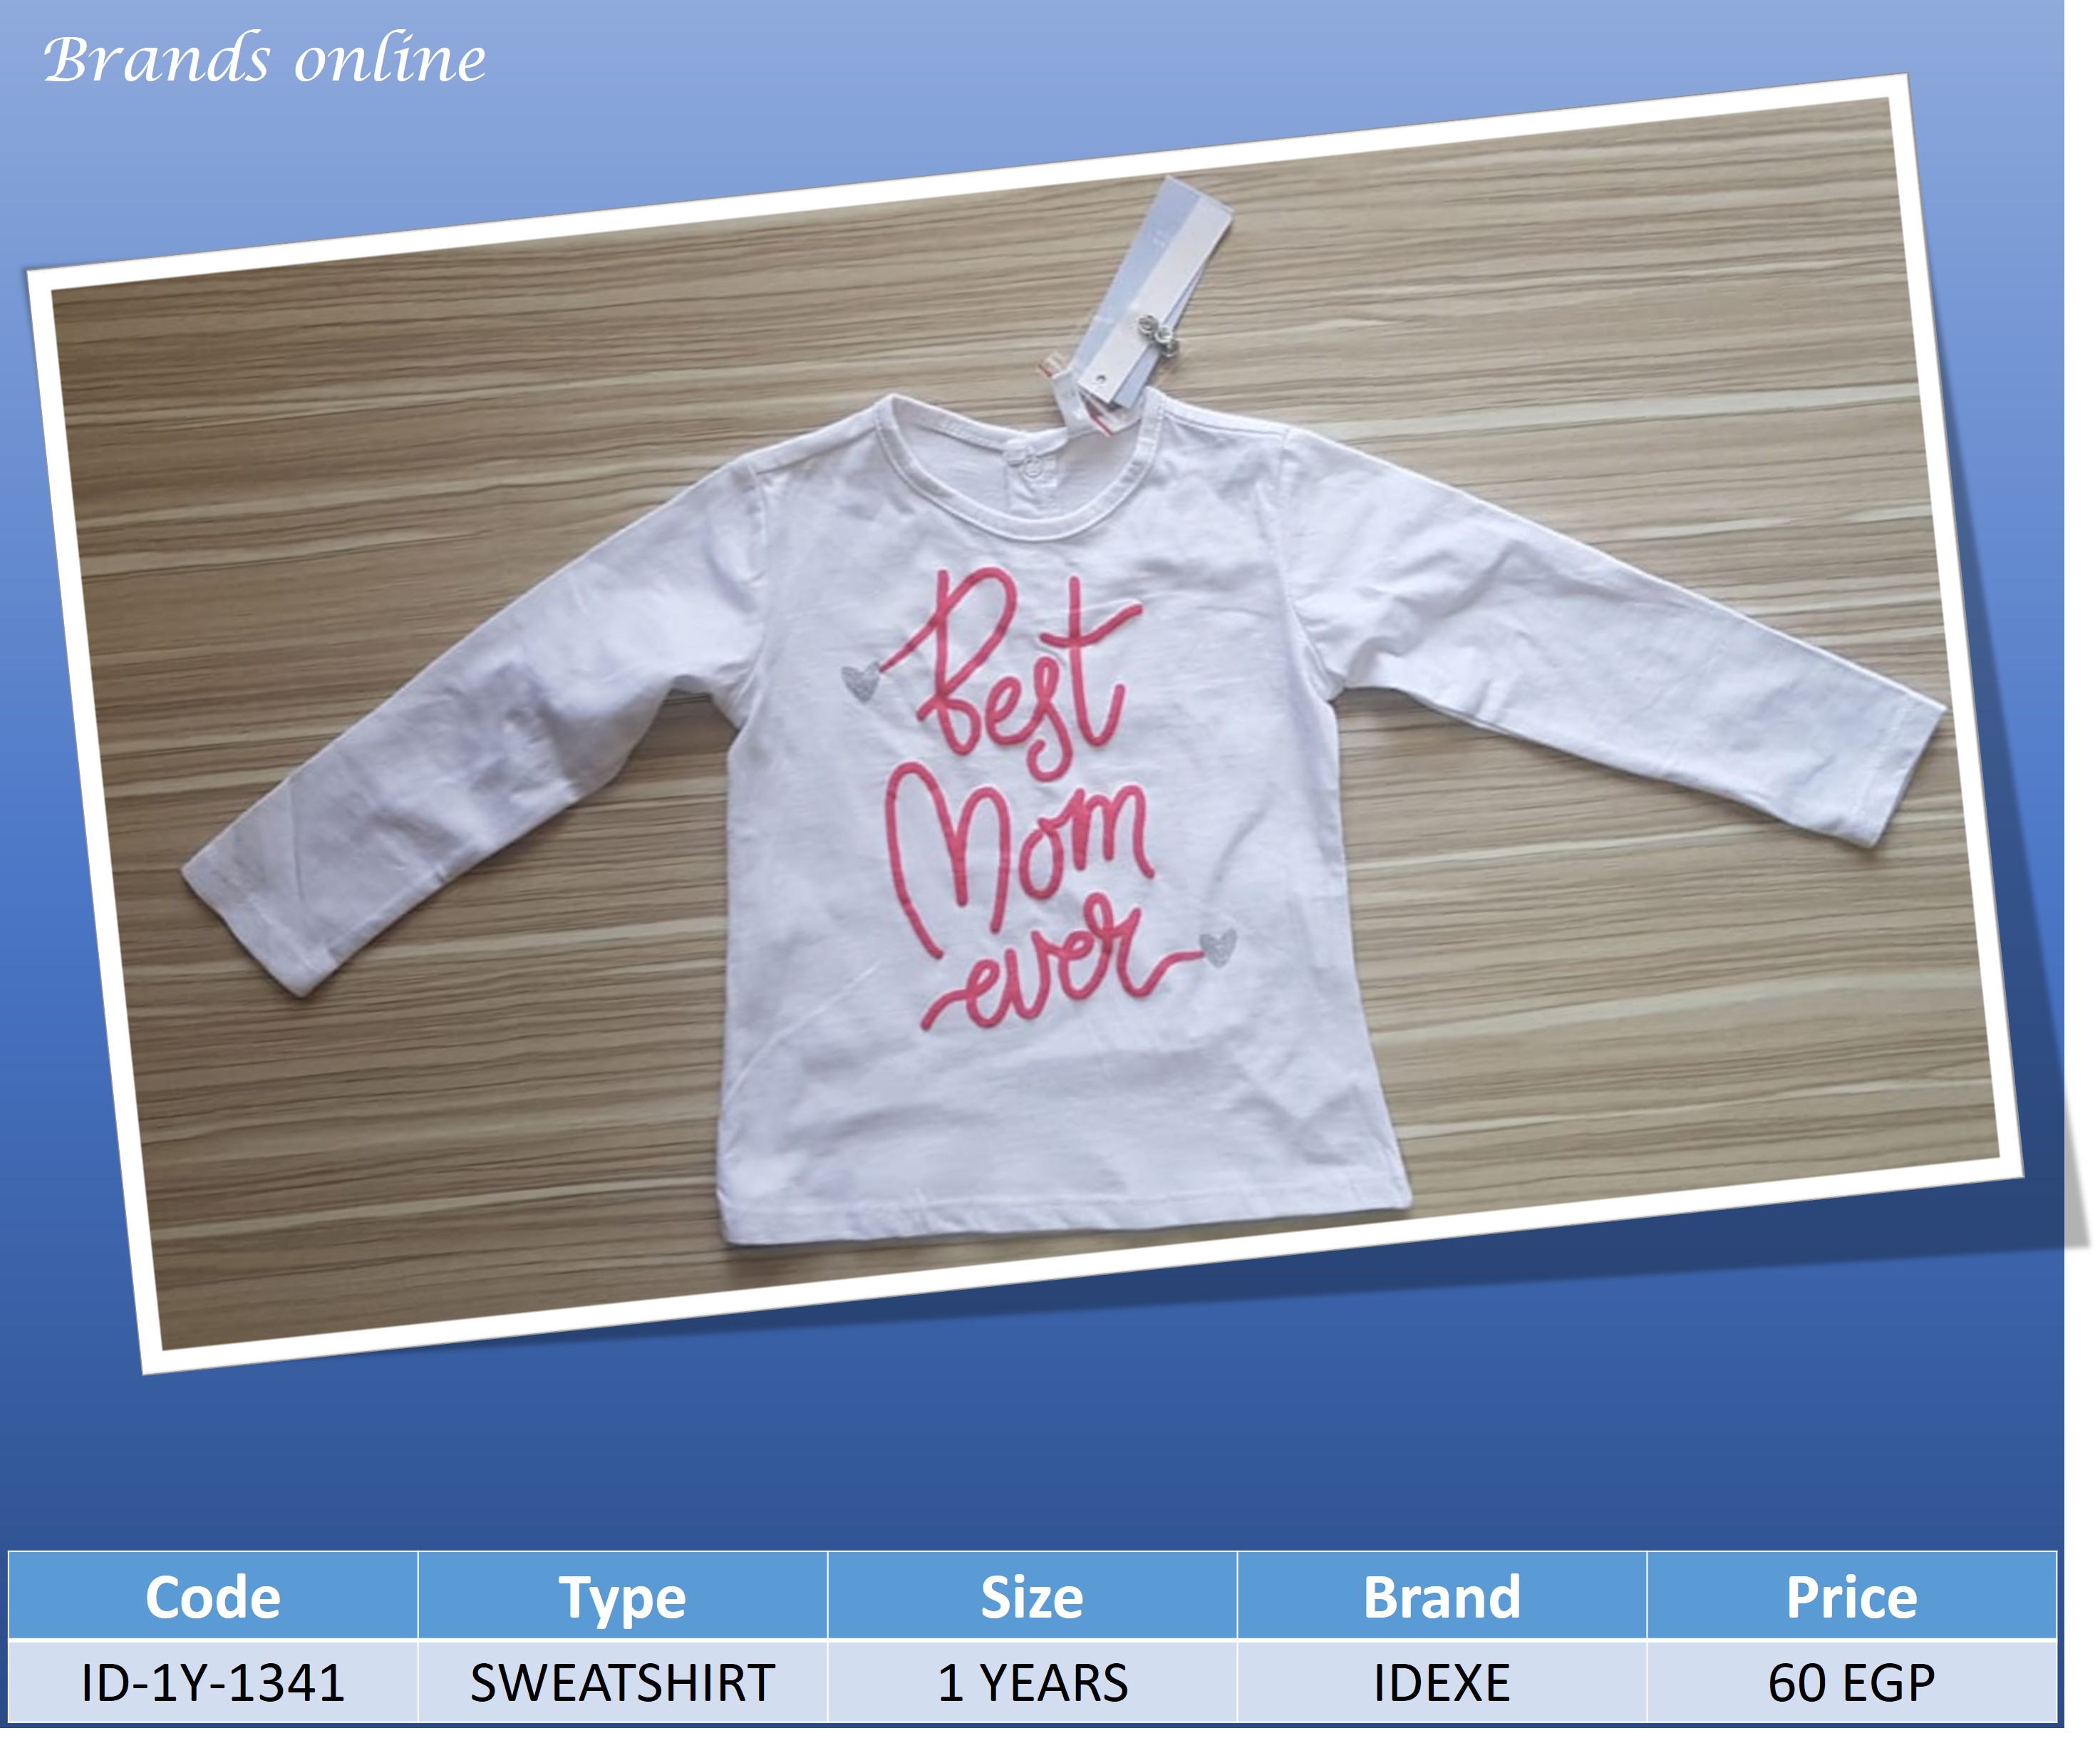 Brands online
Best
Mom
ever
Code Type Size Brand Price
ID-1Y-1341 SWEATSHIRT 1 YEARS IDEXE 60 EGP